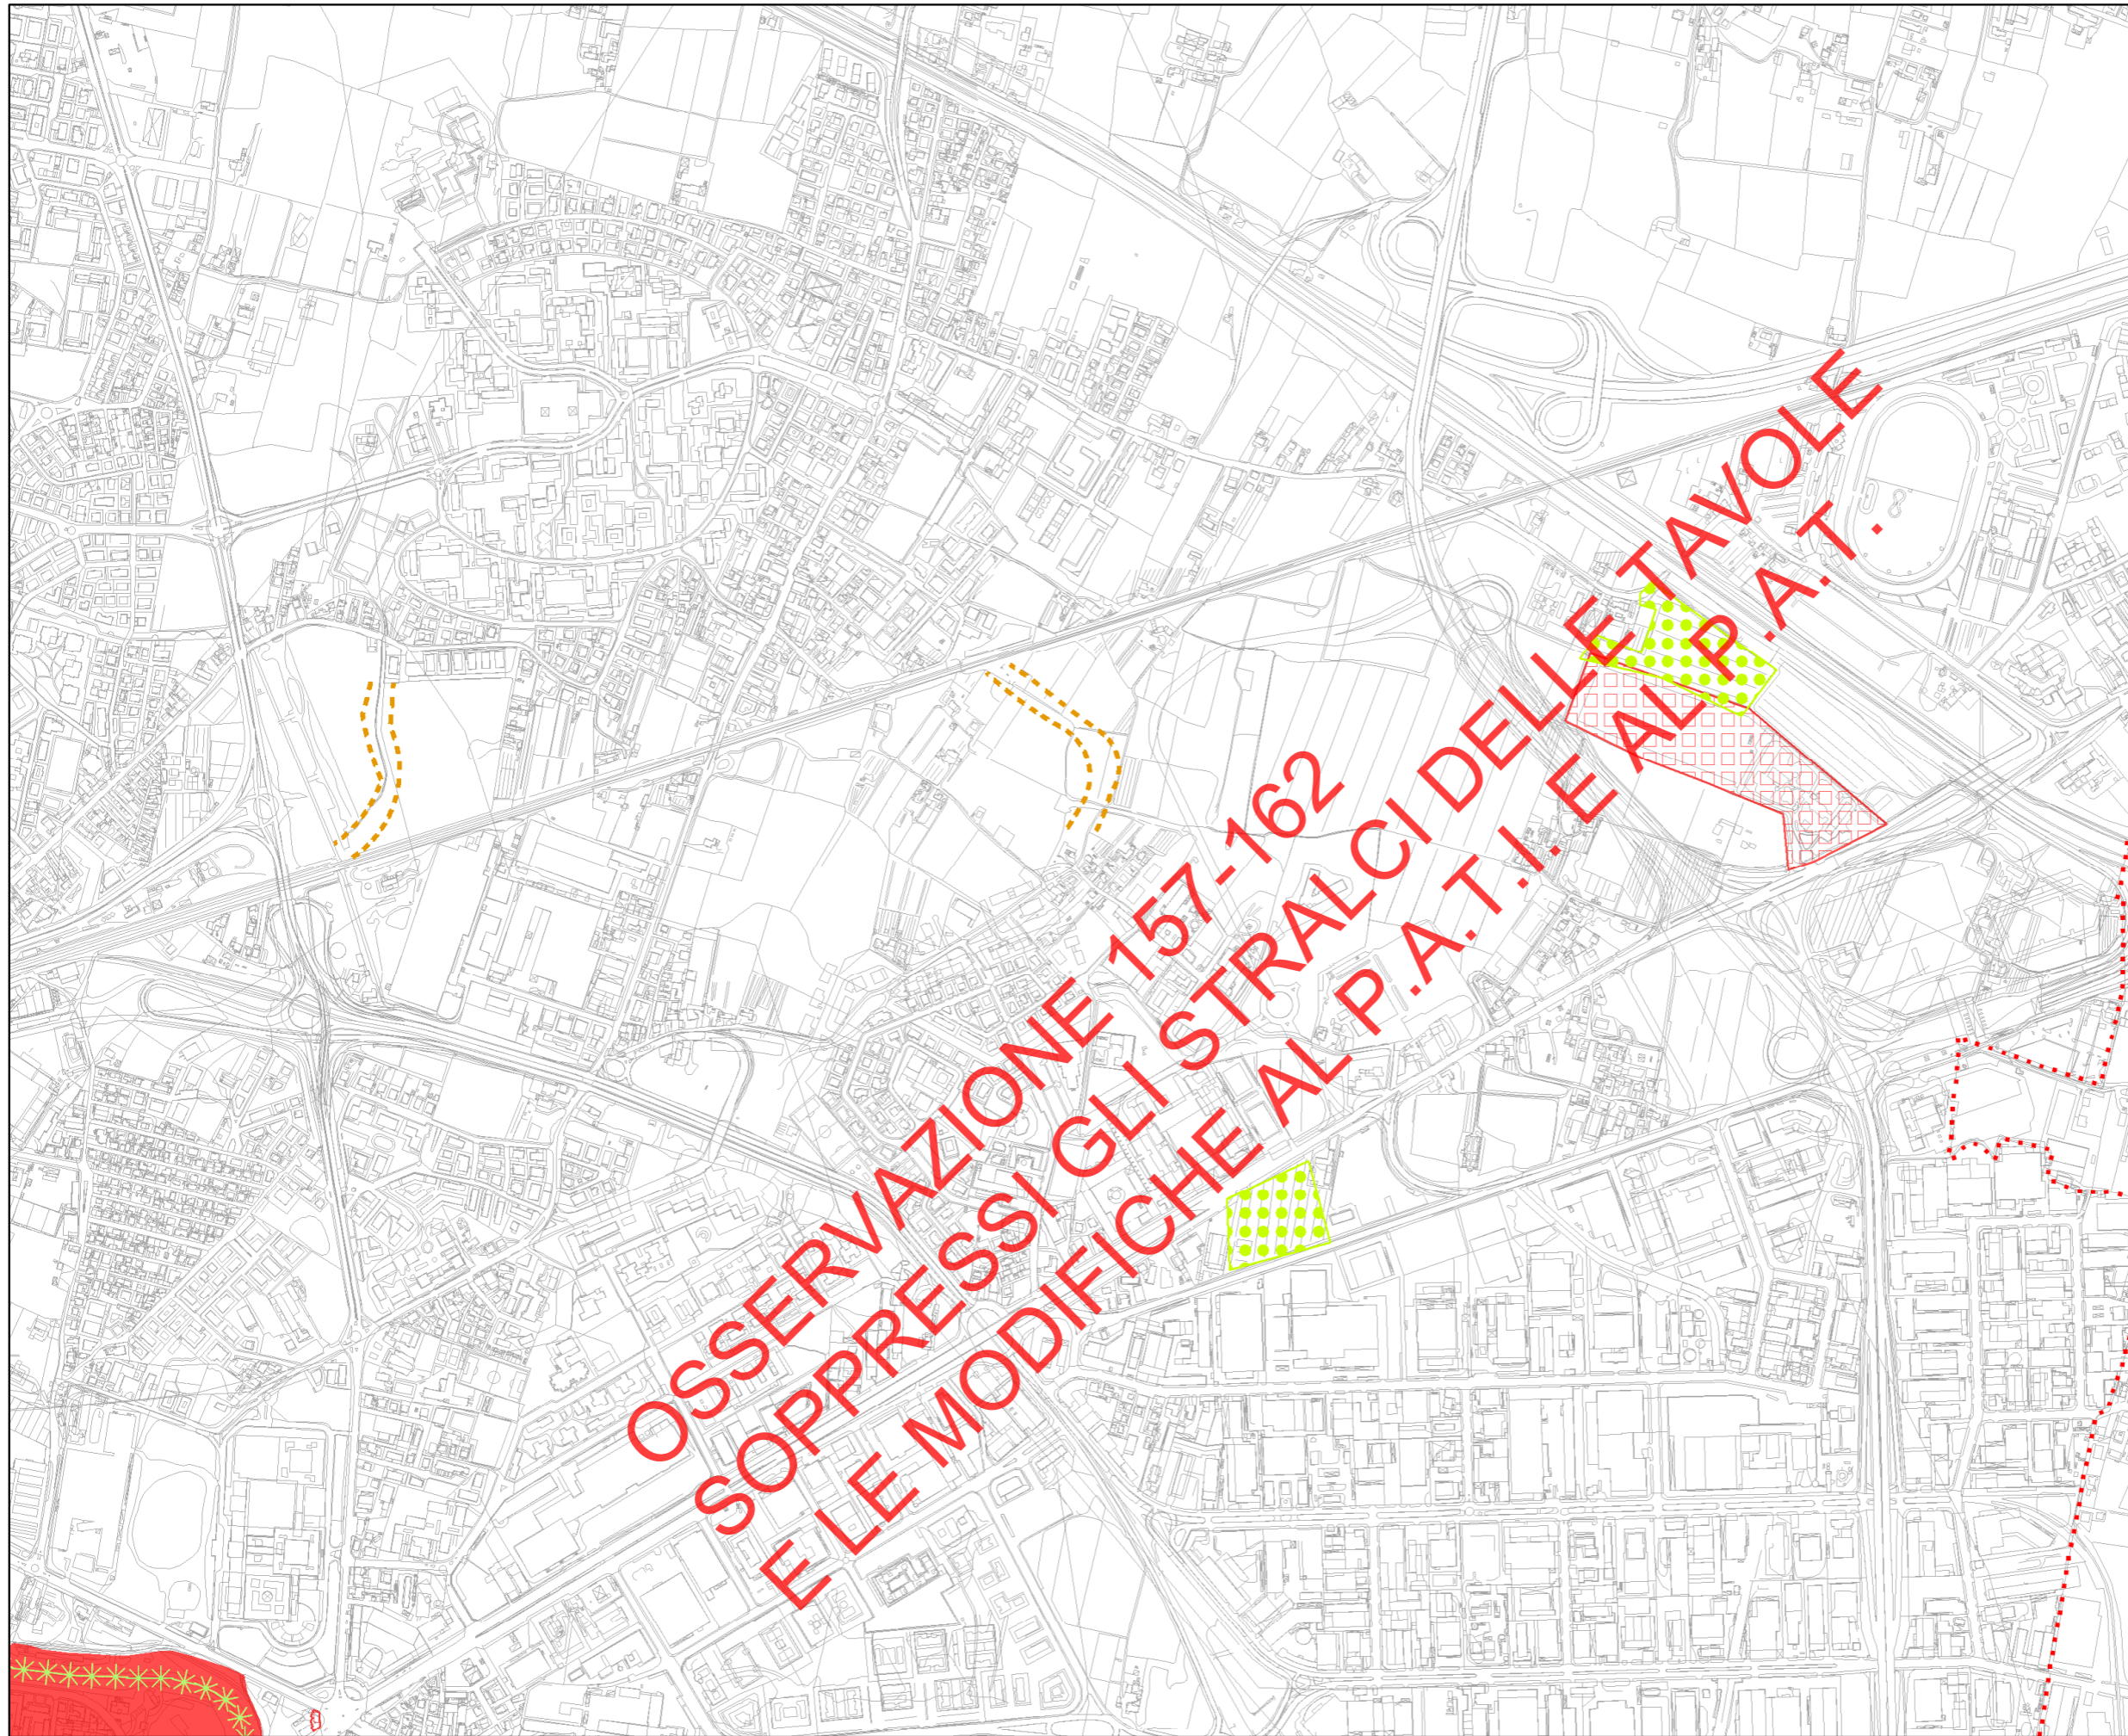 OSSERVAZIONE 157-162
SOPPRESSI GLI STRALCI DELLE TAVOLE
E LE MODIFICHE AL P.A.T.I. E AL P.A.T.